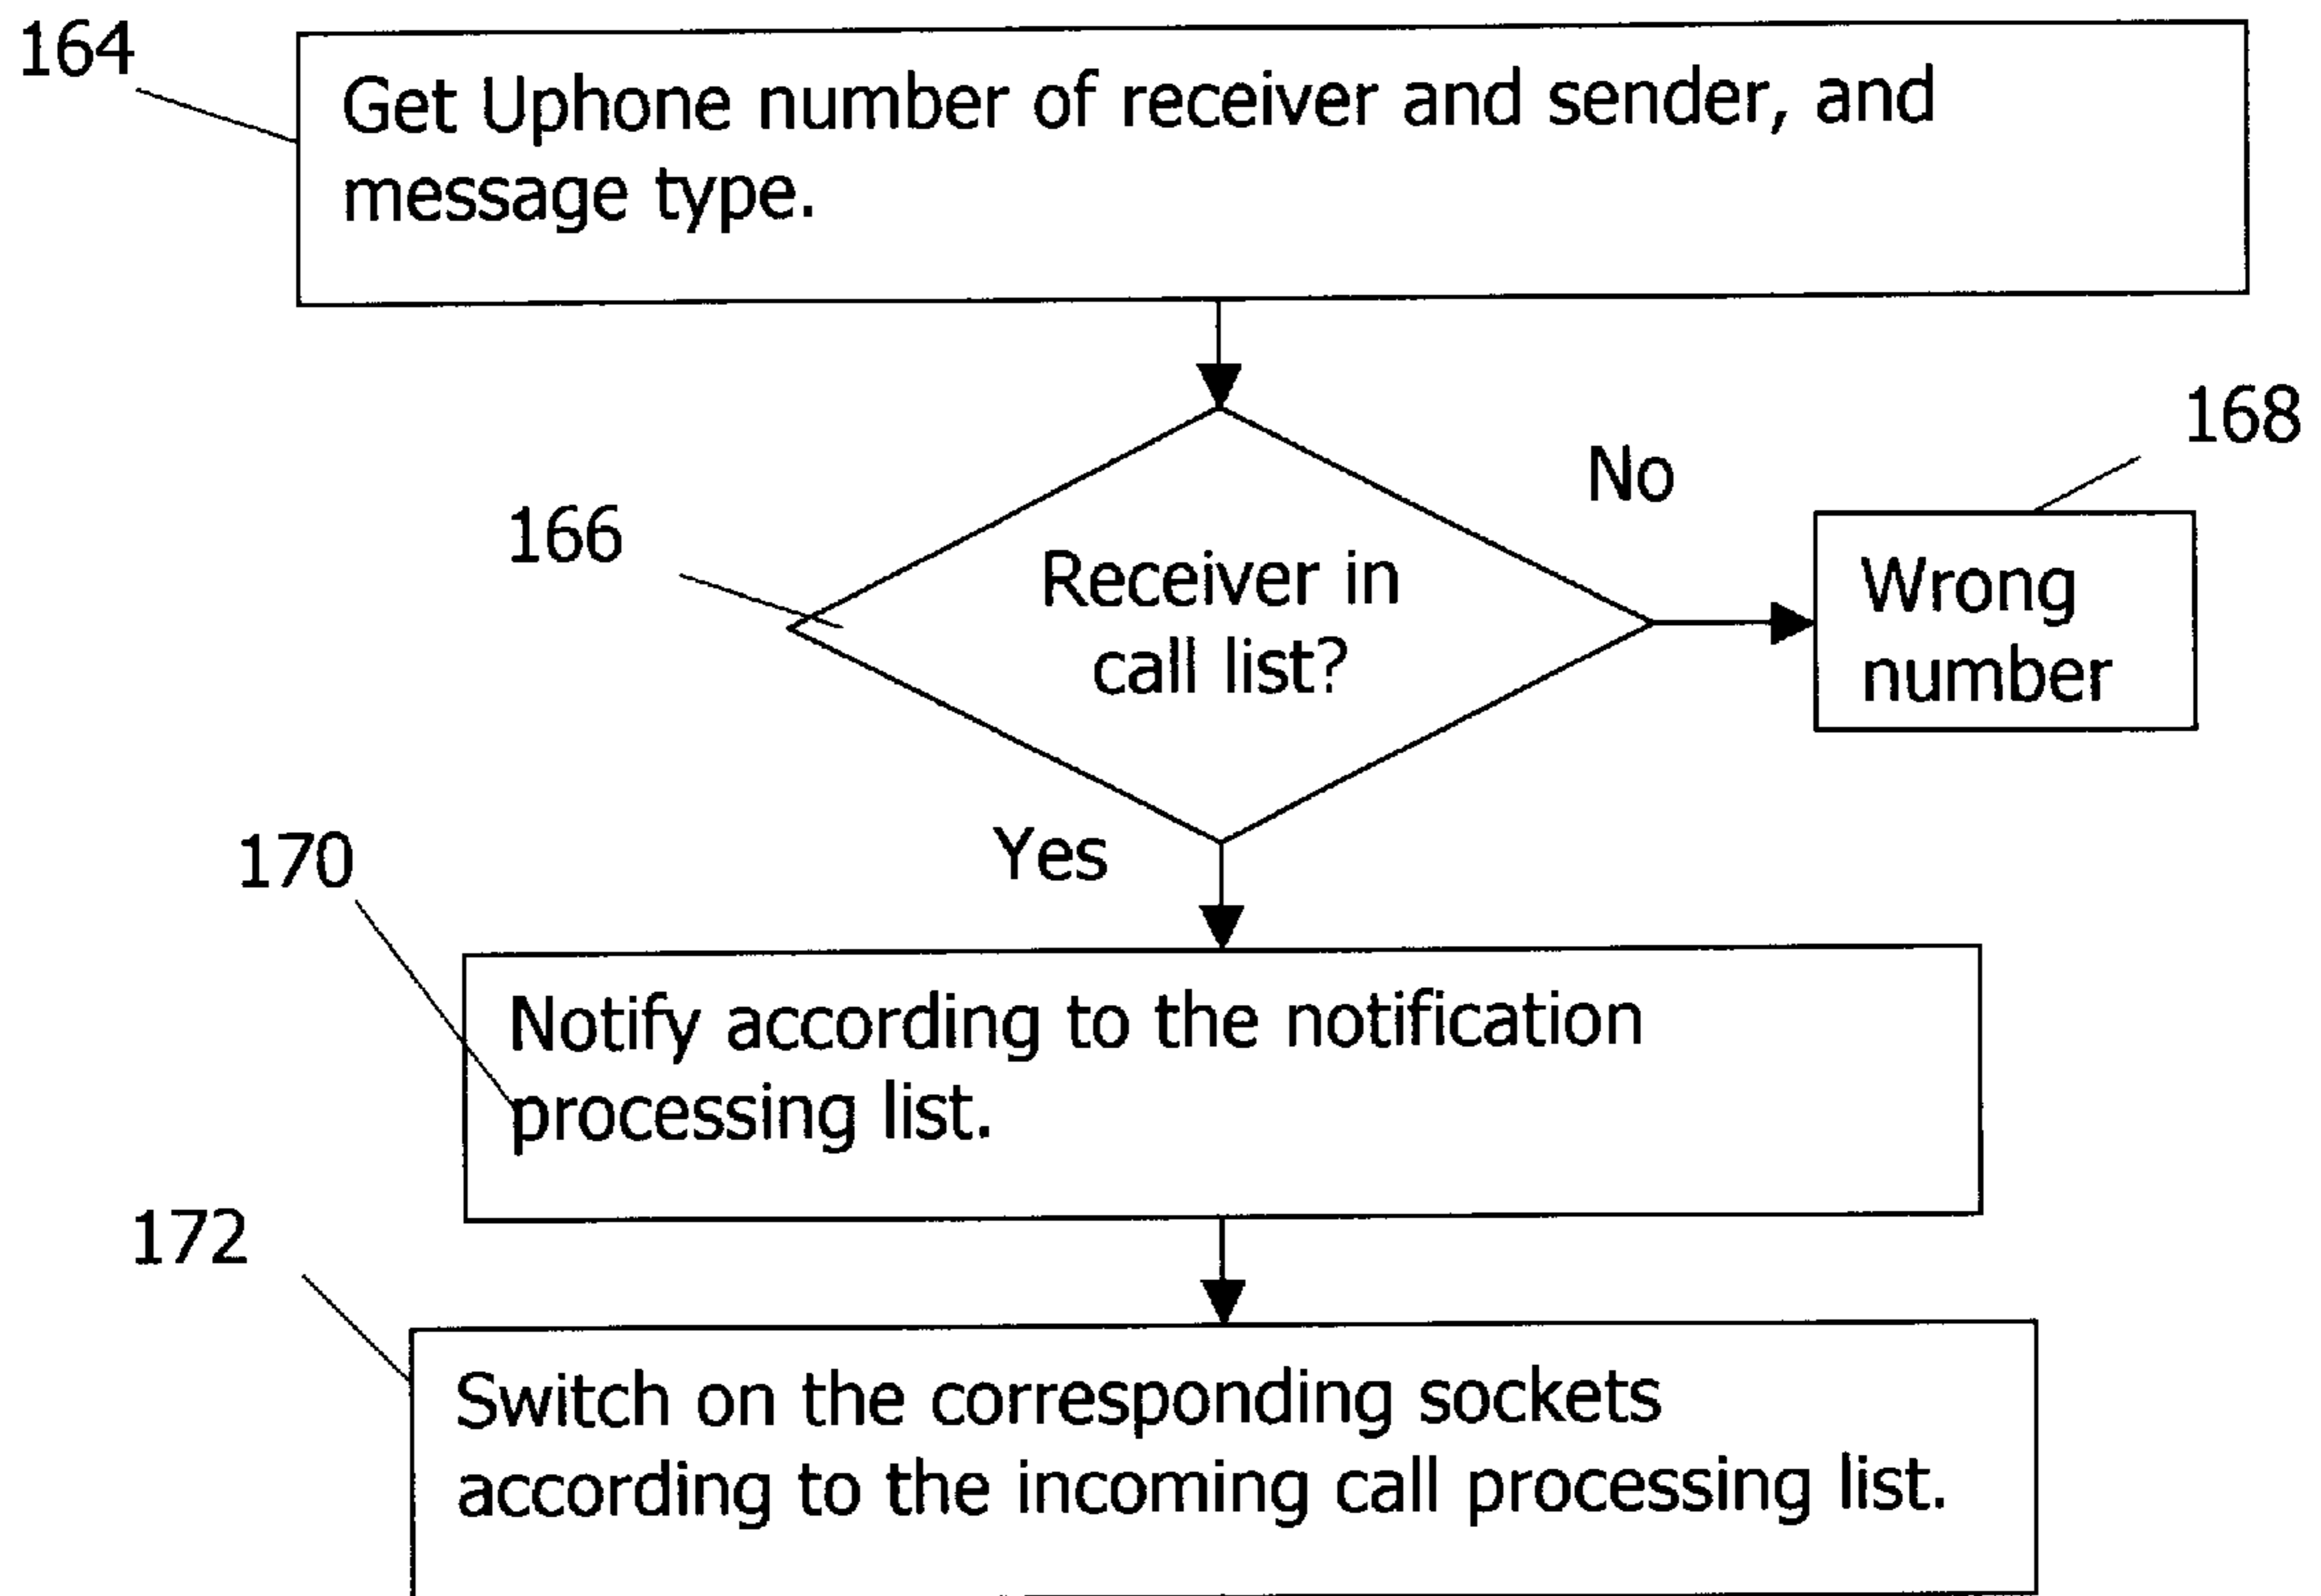 164
Get Uphone number of receiver and sender, and
message type.
No
168
166
Receiver in
call list?
Wrong
number
Yes
170
Notify according to the notification
processing list.
172
Switch on the corresponding sockets
according to the incoming call processing list.